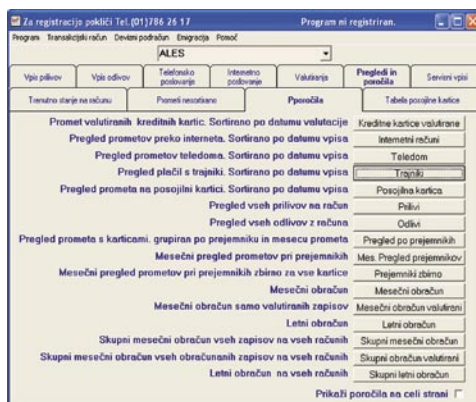 Za registracijo pokliči Tel.(01)786 26 17 Program ni registriran.
Program Transakcijski račun Devizni podračun Emigracija Pomoč
ALES
Vpis prilivov Vpis odlivov Telefonsko poslovanje Internetno poslovanje Valutiranja Pregledi in poročila Servisni vpisi
Trenutno stanje na računu Prometi nesortirano Pporočila Tabela posojilne kartice
Promet valutiranih kreditnih kartic. Sortirano po datumu valutacije Kreditne kartice valutirane
Pregled prometov preko interneta. Sortirano po datumu vpisa Internetni računi
Pregled prometov teledoma. Sortirano po datumu vpisa Teledom
Pregled plačil s trajniki. Sortirano po datumu vpisa Trajniki
Pregled prometa na posojilni kartici. Sortirano po datumu vpisa Posojilna kartica
Pregled vseh prilivov na račun Prilivi
Pregled vseh odlivov z računa Odlivi
Pregled prometa s karticami. grupiran po prejemniku in mesecu prometa Pregled po prejemnikih
Mesečni pregled prometov pri prejemnikih Mes. Pregled prejemnikov
Mesečni pregled prometov pri prejemnikih zbirno za vse kartice Prejemniki zbirno
Mesečni obračun Mesečni obračun
Mesečni obračun samo valutiranih zapisov Mesečni obračun valutirani
Letni obračun Letni obračun
Skupni mesečni obračun vseh zapisov na vseh računih Skupni mesečni obračun
Skupni mesečni obračun vseh obračunanih zapisov na vseh računih Skupni obračun valutirani
Letni obračun na vseh računih Skupni letni obračun
Prikaži poročila na celi strani